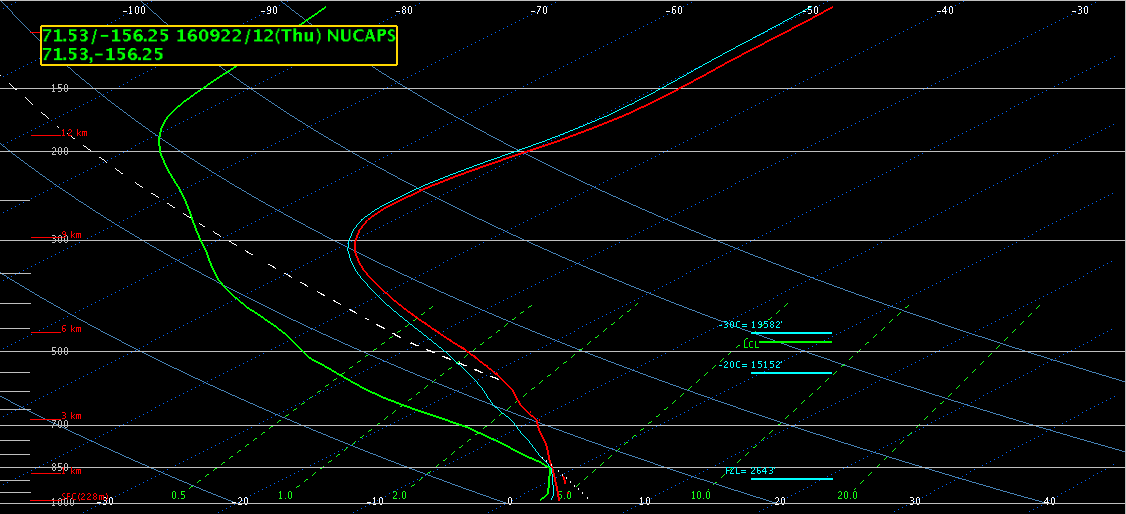 -100 -90 -80 -70 -60 -50 -40 -30
71.53/-156.25 160922/12(Thu) NUCAPS
71.53,-156.25
150
12 km
200
9 km
300
-30C= 19582'
6 km
LCL
500
-20C= 15152'
3 km
700
850
km
FZL= 2643'
SFC(228m)
0.5 1.0 2.0 5.0 10.0 20.0
1000 -30 -20 -10 0 10 20 30 40